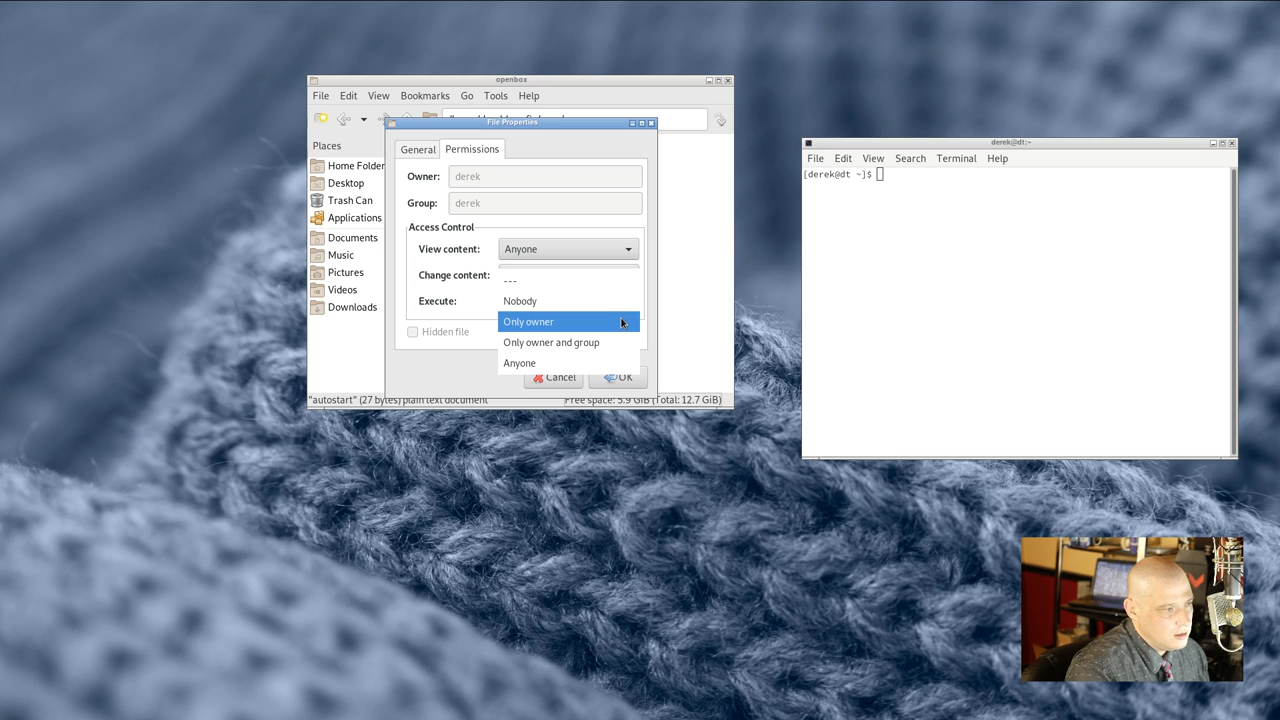 openbox
File Edit View Bookmarks Go Tools Help
Places
Home Folder
Desktop
Trash Can
Applications
Documents
Music
Pictures
Videos
Downloads
"autostart" (27 bytes) plain text document
Free space: 5.9 GiB (Total: 12.7 GiB)
File Properties
General Permissions
Owner: derek
Group: derek
Access Control
View content: Anyone
Change content:
Execute:
---
Nobody
Only owner
Only owner and group
Anyone
Hidden file
Cancel OK
derek@dt:~
File Edit View Search Terminal Help
[derek@dt ~]$